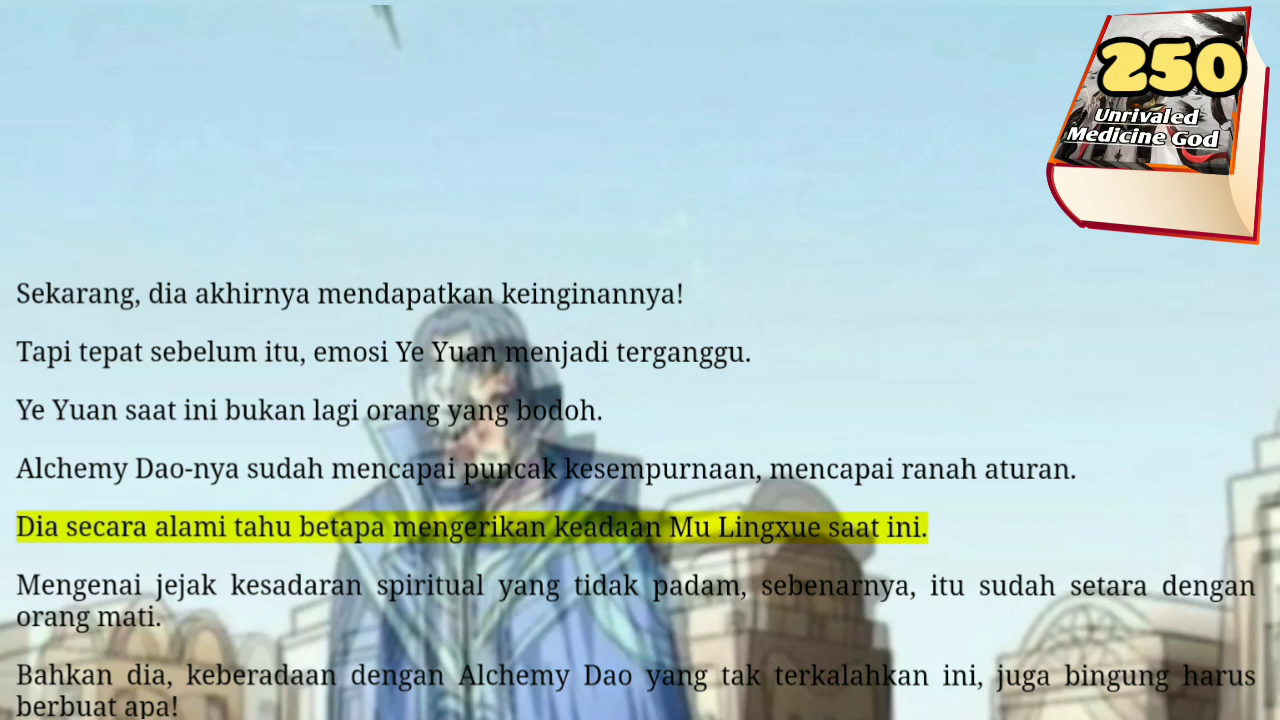 250
Unrivaled
Medicine God
Sekarang, dia akhirnya mendapatkan keinginannya!
Tapi tepat sebelum itu, emosi Ye Yuan menjadi terganggu.
Ye Yuan saat ini bukan lagi orang yang bodoh.
Alchemy Dao-nya sudah mencapai puncak kesempurnaan, mencapai ranah aturan.
Dia secara alami tahu betapa mengerikan keadaan Mu Lingxue saat ini.
Mengenai jejak kesadaran spiritual yang tidak padam, sebenarnya, itu sudah setara dengan
orang mati.
Bahkan dia, keberadaan dengan Alchemy Dao yang tak terkalahkan ini, juga bingung harus
berbuat apa!